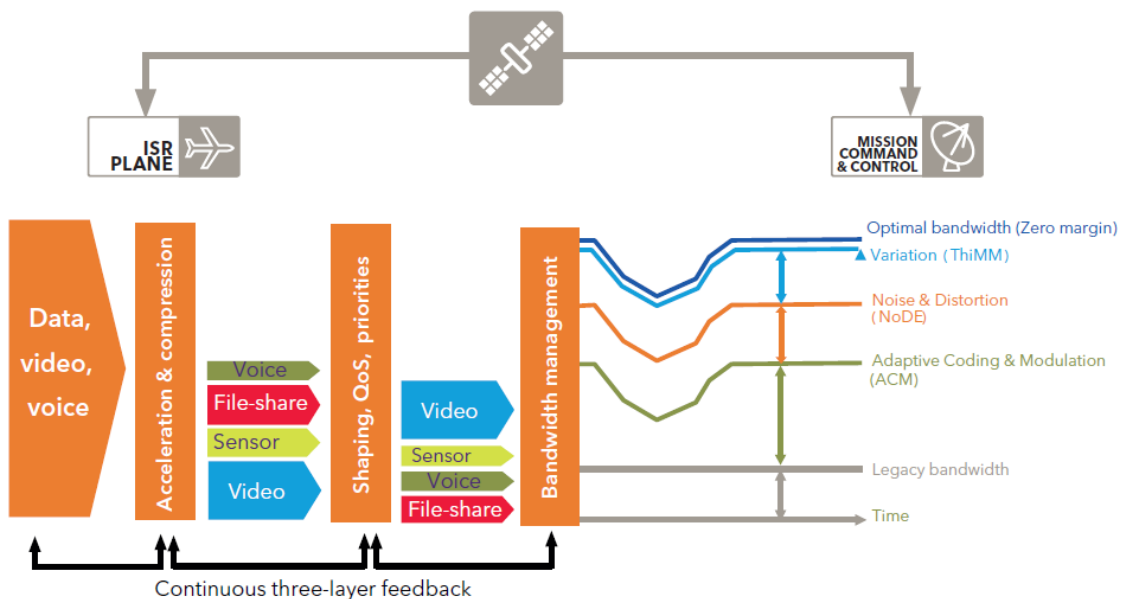 ISR
PLANE
MISSION
COMMAND
& CONTROL
Data,
video,
voice
Acceleration & compression
Voice
File-share
Sensor
Video
Shaping, QoS, priorities
Video
Sensor
Voice
File-share
Bandwidth management
Optimal bandwidth (Zero margin)
Variation (ThiMM)
Noise & Distortion
(NoDE)
Adaptive Coding & Modulation
(ACM)
Legacy bandwidth
Time
Continuous three-layer feedback